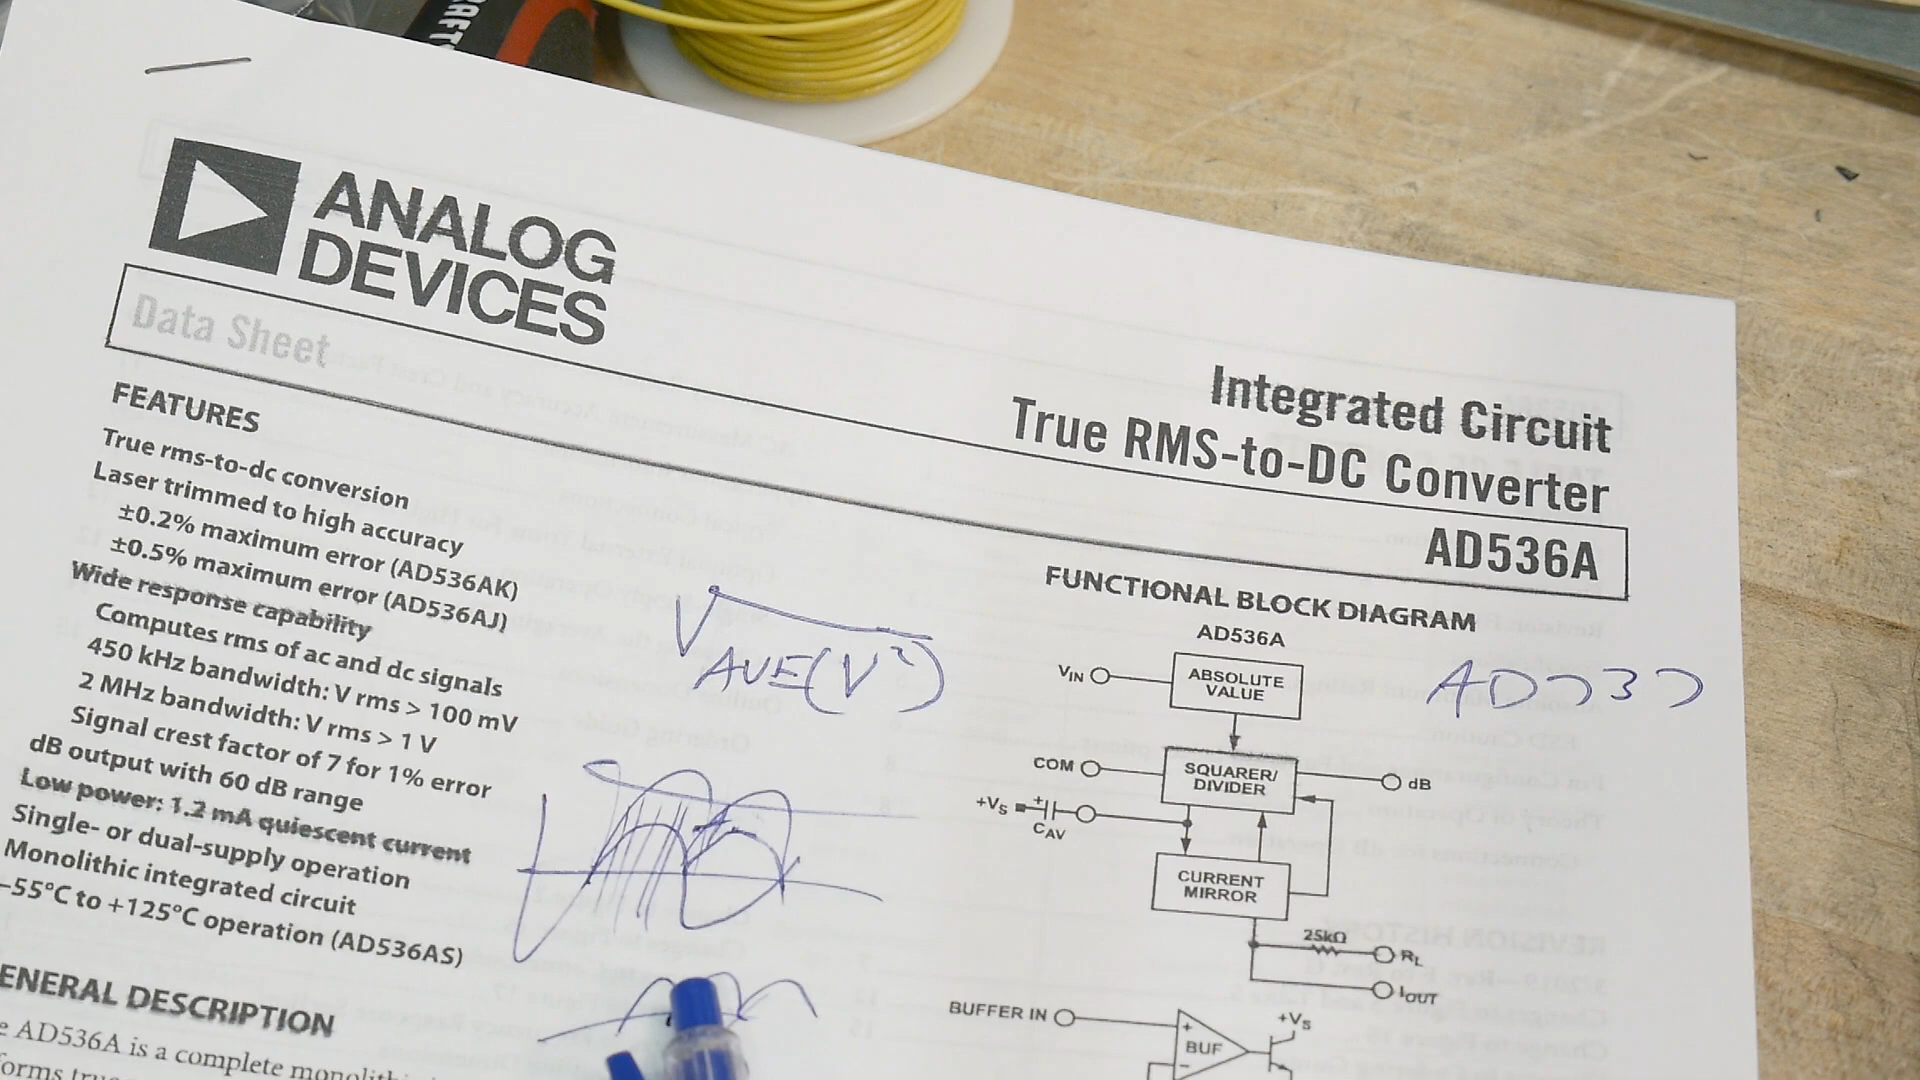 CRAFTS
ANALOG
DEVICES
Data Sheet
Integrated Circuit
True RMS-to-DC Converter
AD536A
FEATURES
True rms-to-dc conversion
Laser trimmed to high accuracy
±0.2% maximum error (AD536AK)
±0.5% maximum error (AD536AJ)
Wide response capability
Computes rms of ac and dc signals
450 kHz bandwidth: V rms > 100 mV
2 MHz bandwidth: V rms > 1 V
Signal crest factor of 7 for 1% error
dB output with 60 dB range
Low power: 1.2 mA quiescent current
Single- or dual-supply operation
Monolithic integrated circuit
−55°C to +125°C operation (AD536AS)
ENERAL DESCRIPTION
e AD536A is a complete monolithi
forms true
√AVE(V²)
FUNCTIONAL BLOCK DIAGRAM
AD536A
VIN
ABSOLUTE
VALUE
COM
SQUARER/
DIVIDER
dB
+VS
+
CAV
CURRENT
MIRROR
25kΩ
RL
IOUT
BUFFER IN
+
BUF
−
+VS